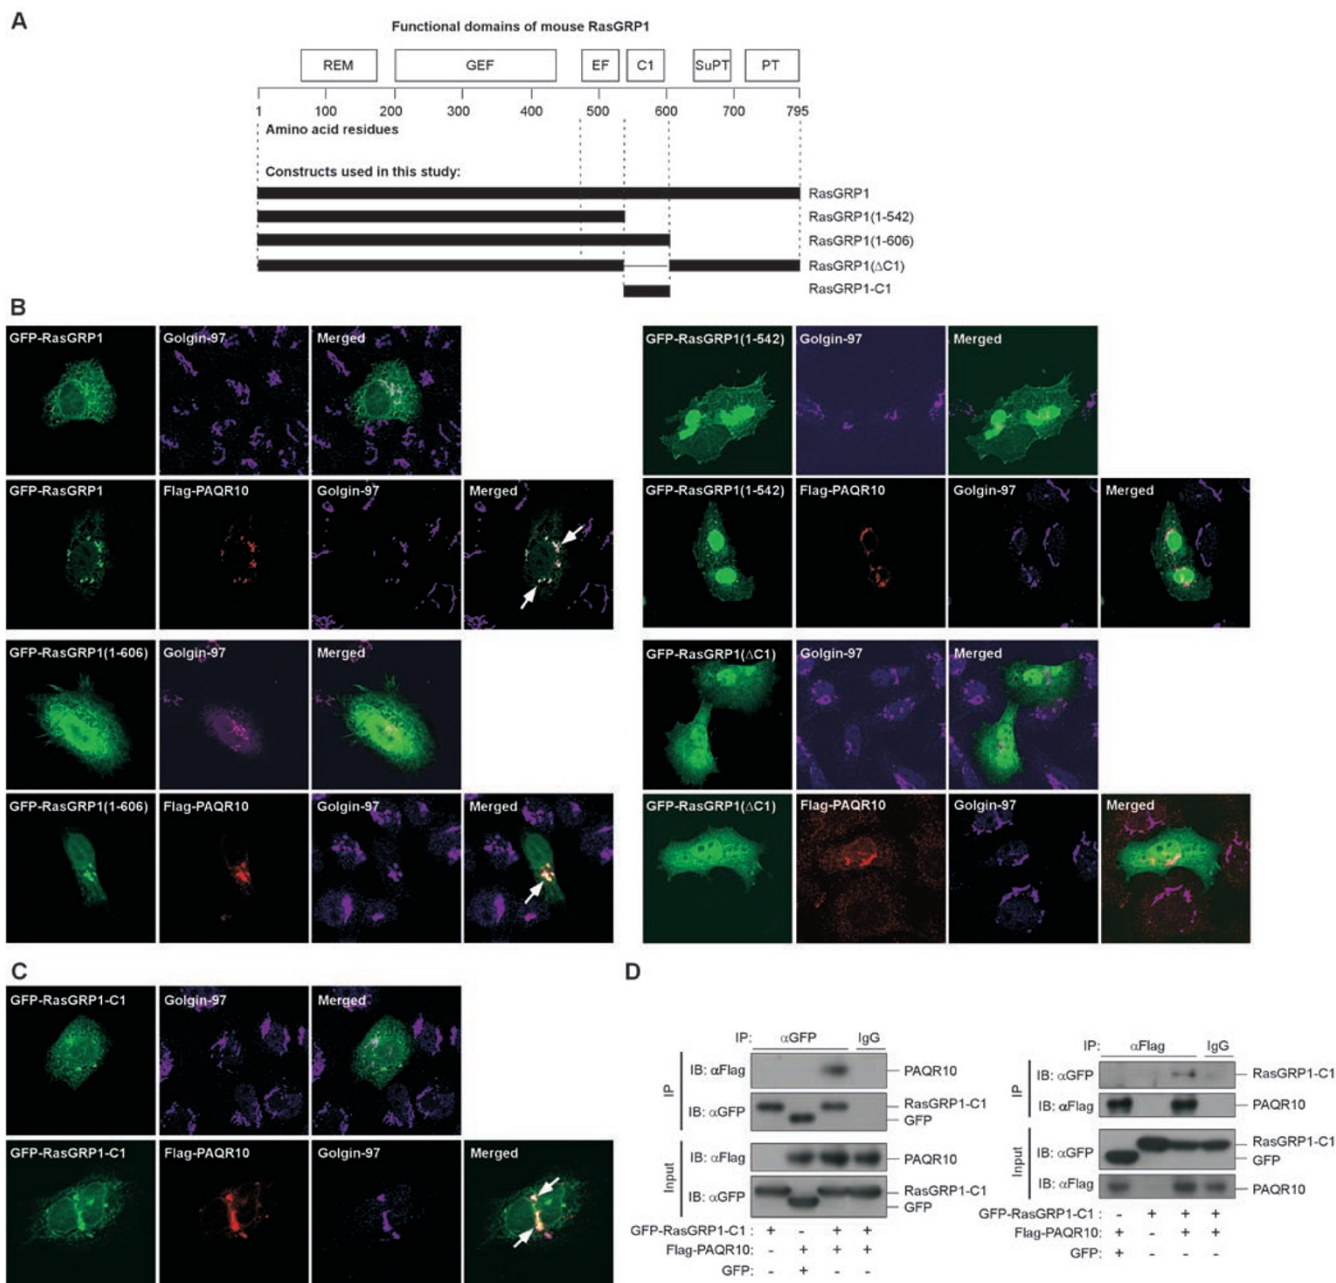 A
Functional domains of mouse RasGRP1
REM GEF EF C1 SuPT PT
1 100 200 300 400 500 600 700 795
Amino acid residues
Constructs used in this study:
RasGRP1
RasGRP1(1-542)
RasGRP1(1-606)
RasGRP1(ΔC1)
RasGRP1-C1
B
GFP-RasGRP1 Golgin-97 Merged
GFP-RasGRP1 Flag-PAQR10 Golgin-97 Merged
GFP-RasGRP1(1-606) Golgin-97 Merged
GFP-RasGRP1(1-606) Flag-PAQR10 Golgin-97 Merged
GFP-RasGRP1(1-542) Golgin-97 Merged
GFP-RasGRP1(1-542) Flag-PAQR10 Golgin-97 Merged
GFP-RasGRP1(ΔC1) Golgin-97 Merged
GFP-RasGRP1(ΔC1) Flag-PAQR10 Golgin-97 Merged
C
GFP-RasGRP1-C1 Golgin-97 Merged
GFP-RasGRP1-C1 Flag-PAQR10 Golgin-97 Merged
D
IP: αGFP IgG
IP
IB: αFlag PAQR10
IB: αGFP RasGRP1-C1
GFP
Input
IB: αFlag PAQR10
IB: αGFP RasGRP1-C1
GFP
GFP-RasGRP1-C1 : + - + +
Flag-PAQR10: - + + +
GFP: - + - -
IP: αFlag IgG
IP
IB: αGFP RasGRP1-C1
IB: αFlag PAQR10
Input
IB: αGFP RasGRP1-C1
GFP
IB: αFlag PAQR10
GFP-RasGRP1-C1 : - + + +
Flag-PAQR10: + - + +
GFP: + - - -